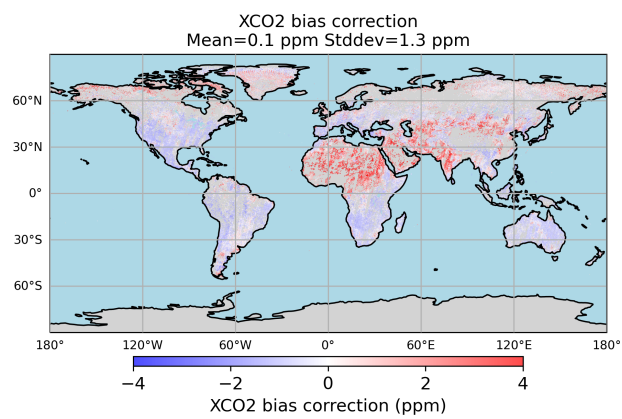 XCO2 bias correction
Mean=0.1 ppm Stddev=1.3 ppm
60°N
30°N
0°
30°S
60°S
180° 120°W 60°W 0° 60°E 120°E 180°
−4 −2 0 2 4
XCO2 bias correction (ppm)